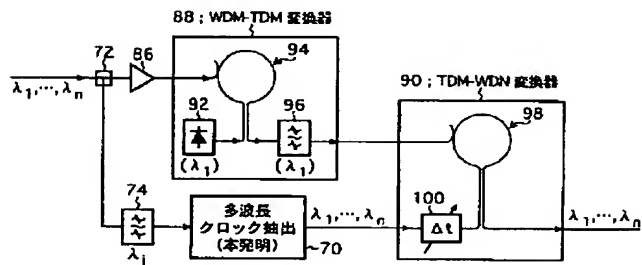 88 ; WDM-TDM 変換器
72
86
94
λ1,…,λn
92
96
(λ1)
(λ1)
90 ; TDM-WDN 変換器
98
74
λi
多波長
クロック抽出
(本発明)
70
λ1,…,λn
100
Δt
λ1,…,λn